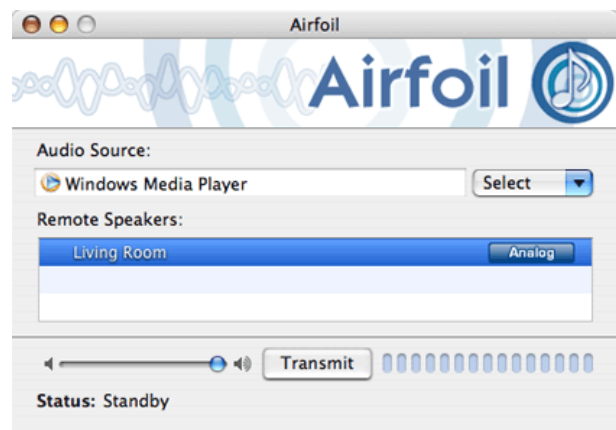 Airfoil
Airfoil
Audio Source:
Windows Media Player Select
Remote Speakers:
Living Room Analog
Transmit
Status: Standby